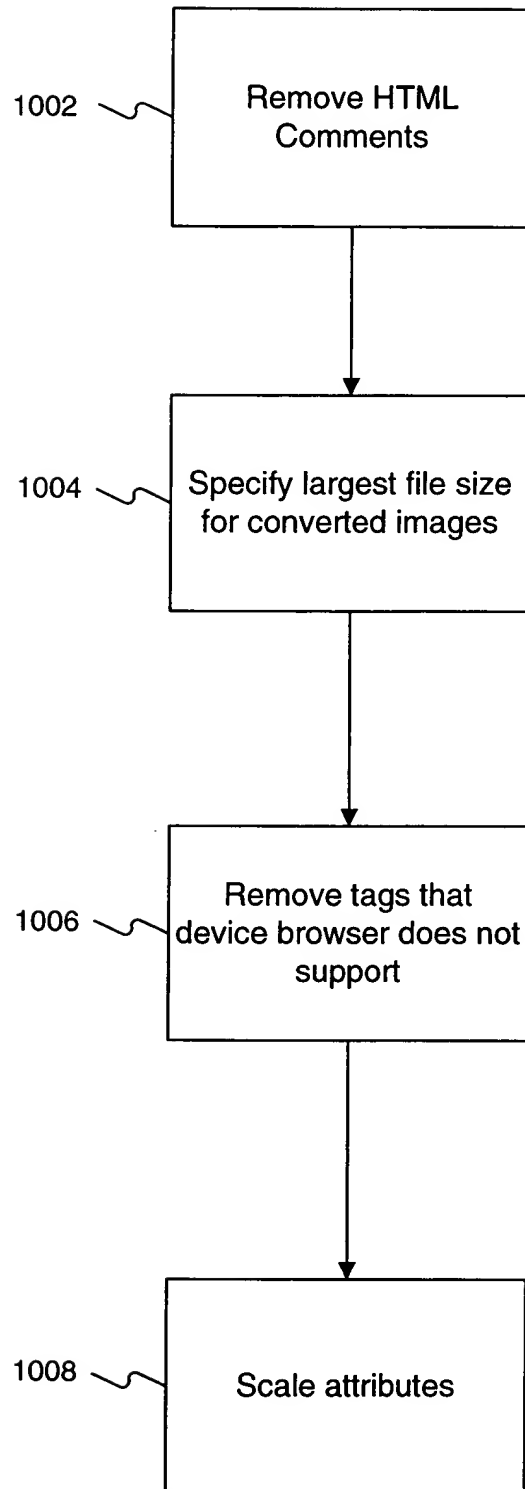 1002
Remove HTML
Comments
1004
Specify largest file size
for converted images
1006
Remove tags that
device browser does not
support
1008
Scale attributes